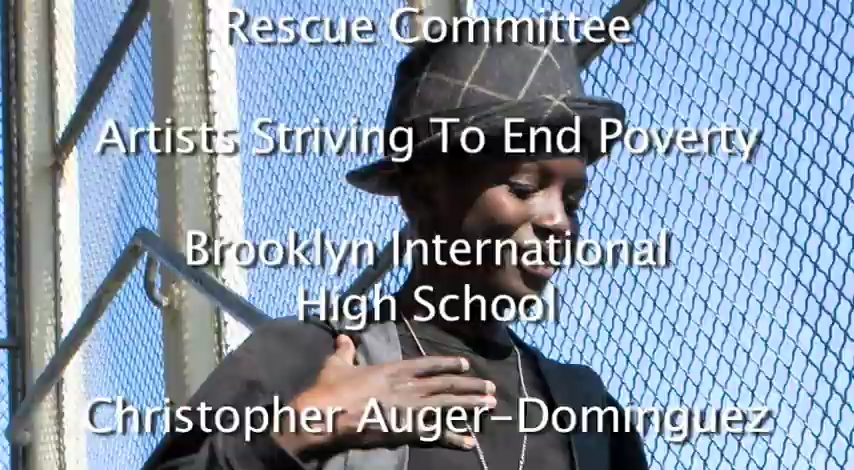 Rescue Committee
Artists Striving To End Poverty
Brooklyn International
High School
Christopher Auger-Dominguez